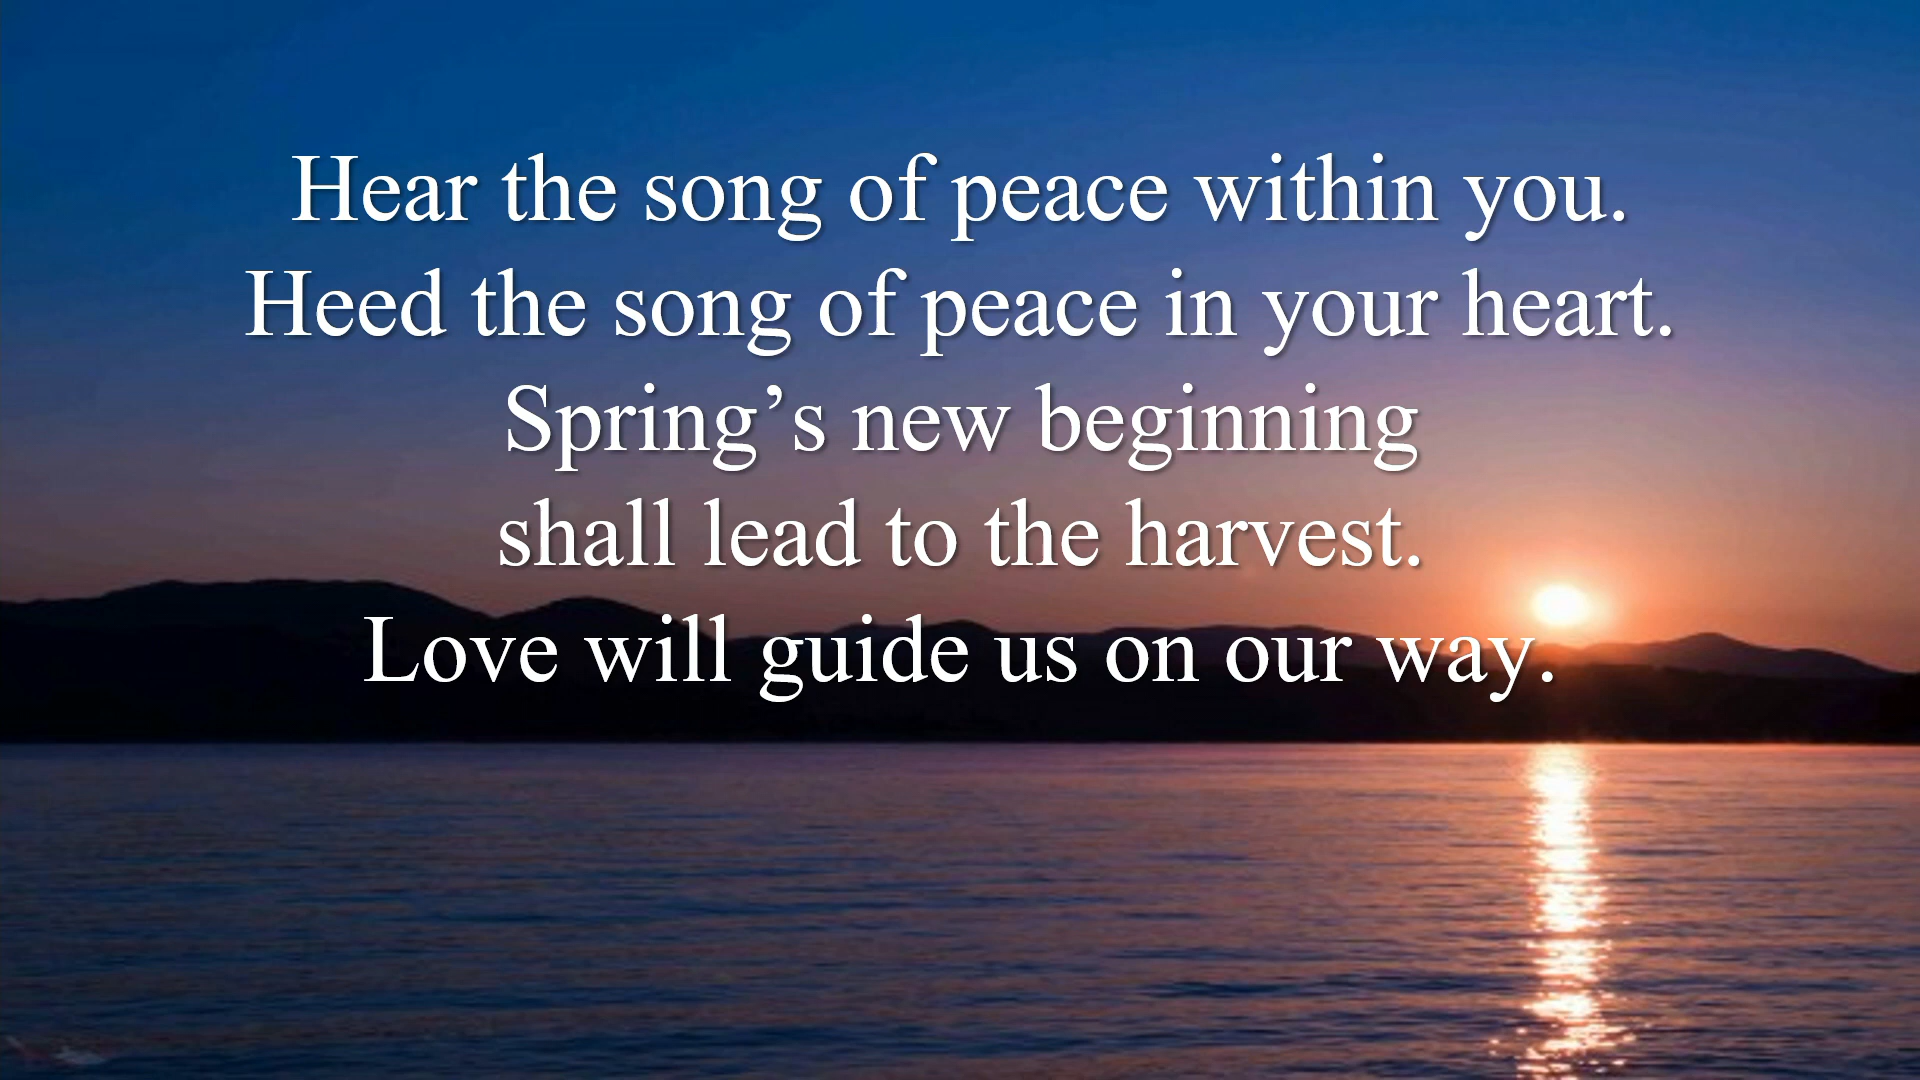 Hear the song of peace within you.
Heed the song of peace in your heart.
Spring’s new beginning
shall lead to the harvest.
Love will guide us on our way.